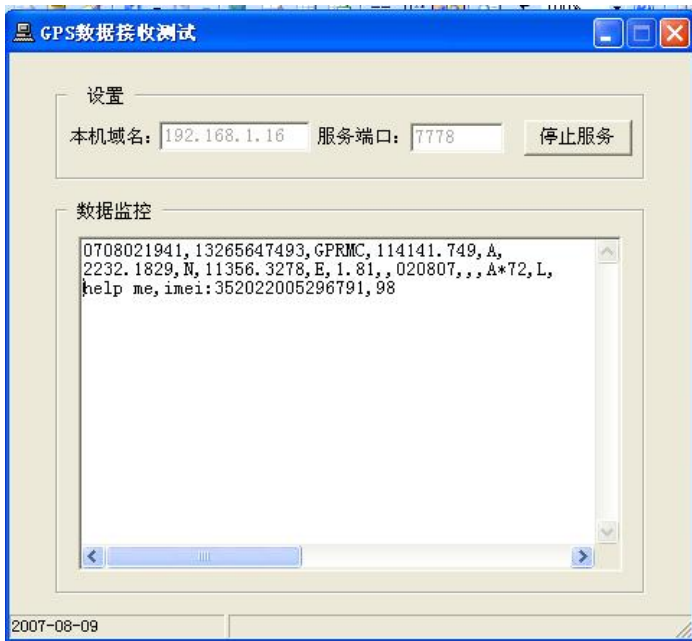 GPS数据接收测试
设置
本机域名: 192.168.1.16 服务端口: 7778 停止服务
数据监控
0708021941,13265647493,GPRMC,114141.749,A,
2232.1829,N,11356.3278,E,1.81,,020807,,,A*72,L,
help me,imei:352022005296791,98
2007-08-09